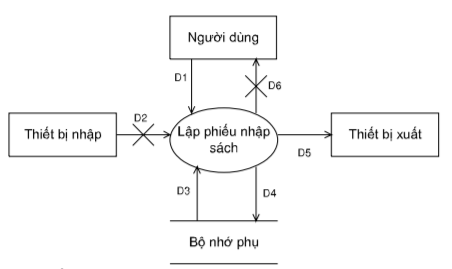 Người dùng
D1
D6
D2
Thiết bị nhập
Lập phiếu nhập
sách
Thiết bị xuất
D5
D3
D4
Bộ nhớ phụ